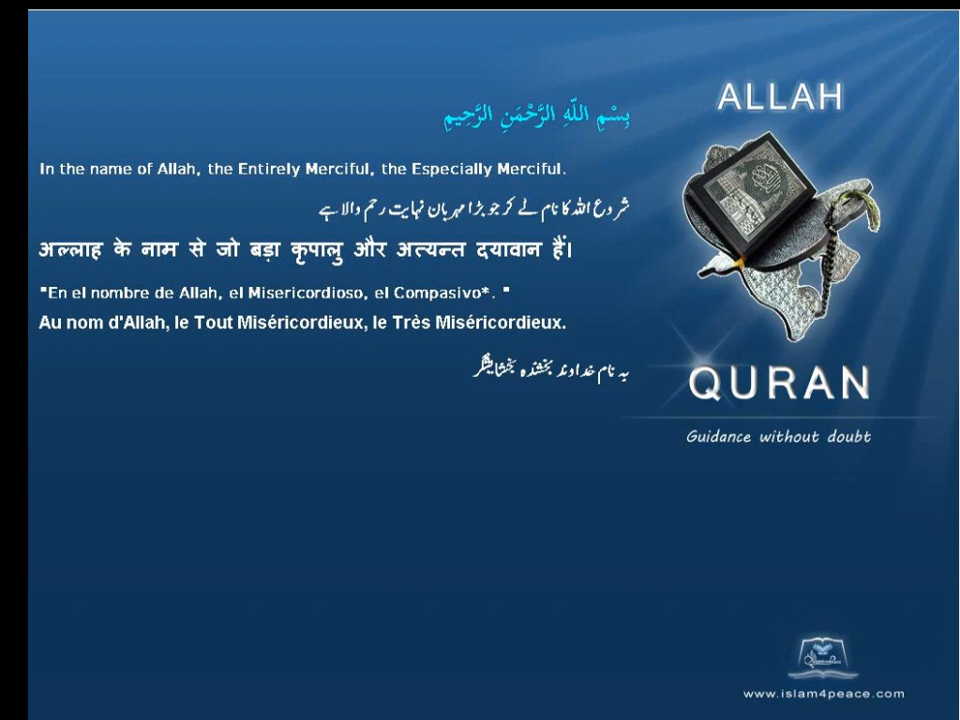 بِسْمِ اللَّهِ الرَّحْمَنِ الرَّحِيمِ
In the name of Allah, the Entirely Merciful, the Especially Merciful.
شروع اللہ کا نام لے کر جو بڑا مہربان نہایت رحم والا ہے
अल्लाह के नाम से जो बड़ा कृपालु और अत्यन्त दयावान हैं।
"En el nombre de Allah, el Misericordioso, el Compasivo*. "
Au nom d'Allah, le Tout Miséricordieux, le Très Miséricordieux.
به نام خداوند بخشنده بخشایشگر
ALLAH
QURAN
Guidance without doubt
www.islam4peace.com